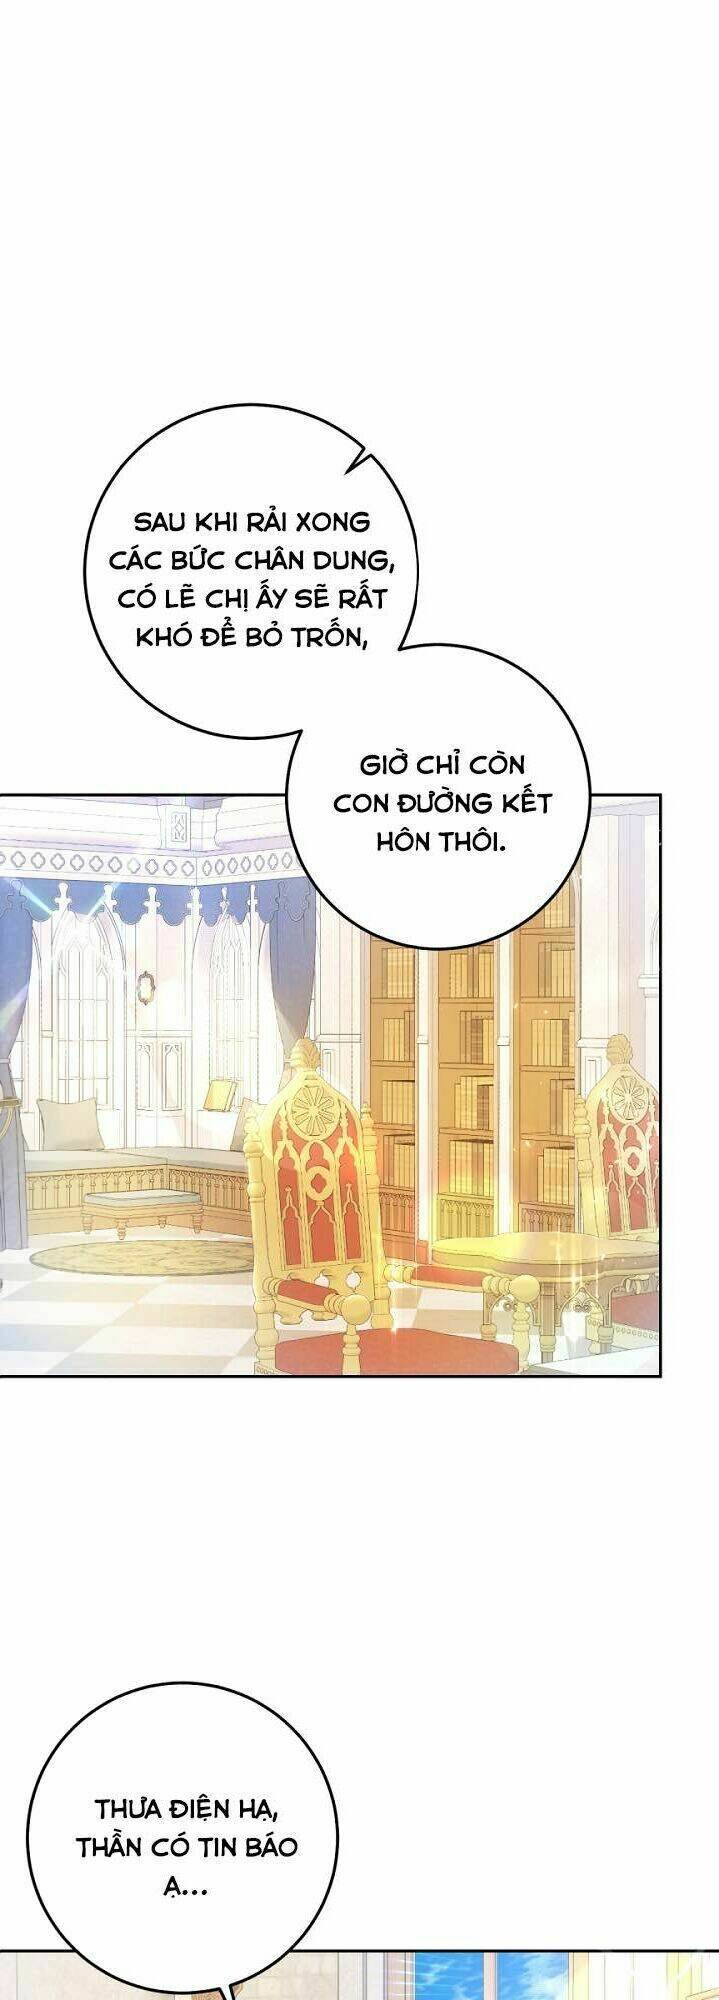 SAU KHI RẢI XONG
CÁC BỨC CHÂN DUNG,
CÓ LẼ CHỊ ẤY SẼ RẤT
KHÓ ĐỂ BỎ TRỐN,
GIỜ CHỈ CÒN
CON ĐƯỜNG KẾT
HÔN THÔI.
THƯA ĐIỆN HẠ,
THẦN CÓ TIN BÁO
Ạ...